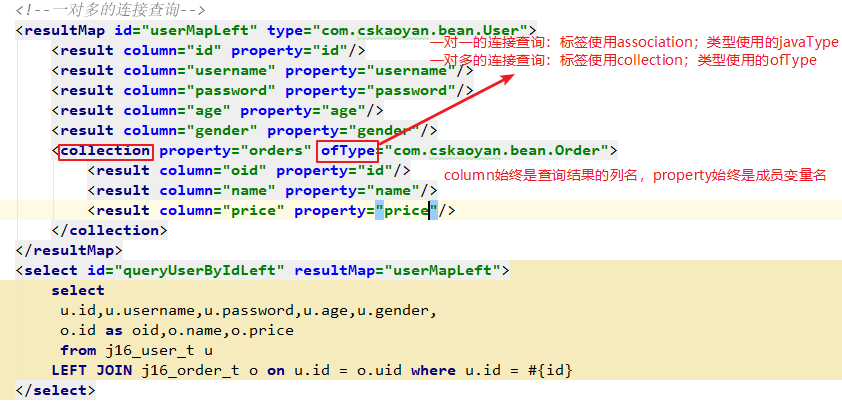 <!--一对多的连接查询-->
<resultMap id="userMapLeft" type="com.cskaoyan.bean.User">
<result column="id" property="id"/>
一对一的连接查询：标签使用association；类型使用的javaType
<result column="username" property="username"/>
一对多的连接查询：标签使用collection；类型使用的ofType
<result column="password" property="password"/>
<result column="age" property="age"/>
<result column="gender" property="gender"/>
<collection property="orders" ofType="com.cskaoyan.bean.Order">
<result column="oid" property="id"/>
column始终是查询结果的列名，property始终是成员变量名
<result column="name" property="name"/>
<result column="price" property="price"/>
</collection>
</resultMap>
<select id="queryUserByIdLeft" resultMap="userMapLeft">
select
u.id,u.username,u.password,u.age,u.gender,
o.id as oid,o.name,o.price
from j16_user_t u
LEFT JOIN j16_order_t o on u.id = o.uid where u.id = #{id}
</select>